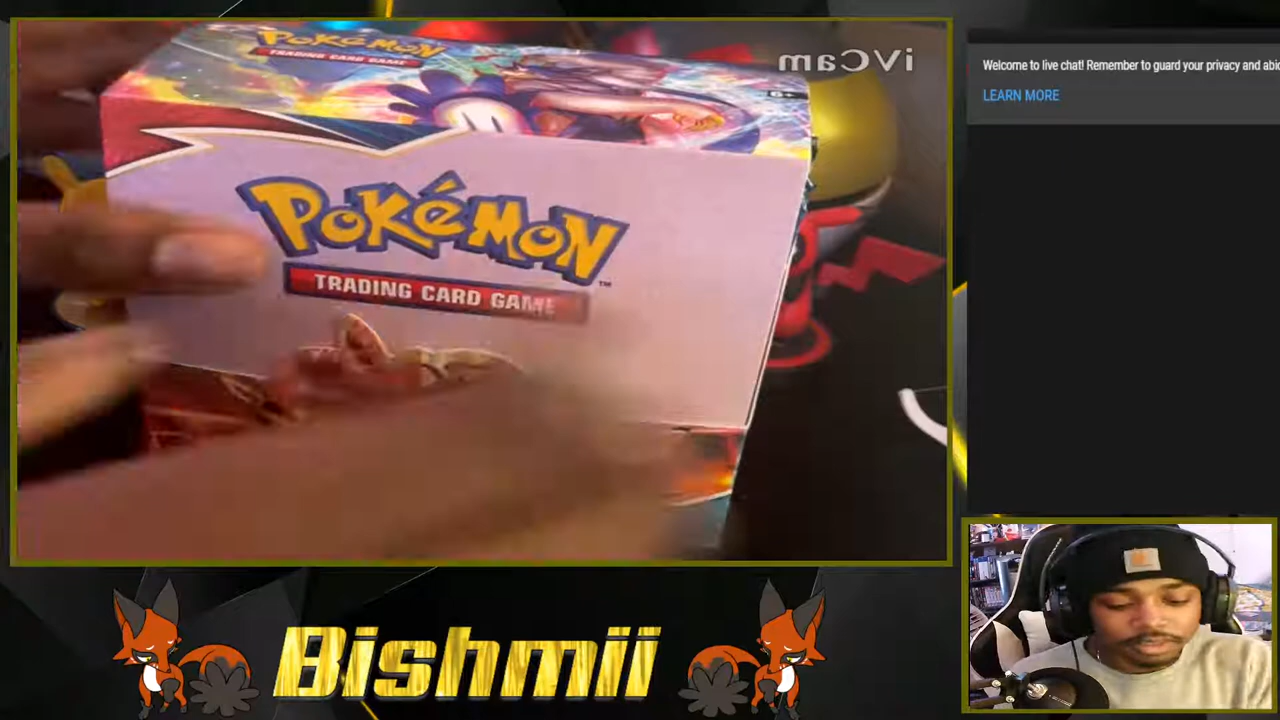 POKÉMON
TRADING CARD GAME
iVCam
POKÉMON
TRADING CARD GAME
Welcome to live chat! Remember to guard your privacy and abi
LEARN MORE
Bishmii